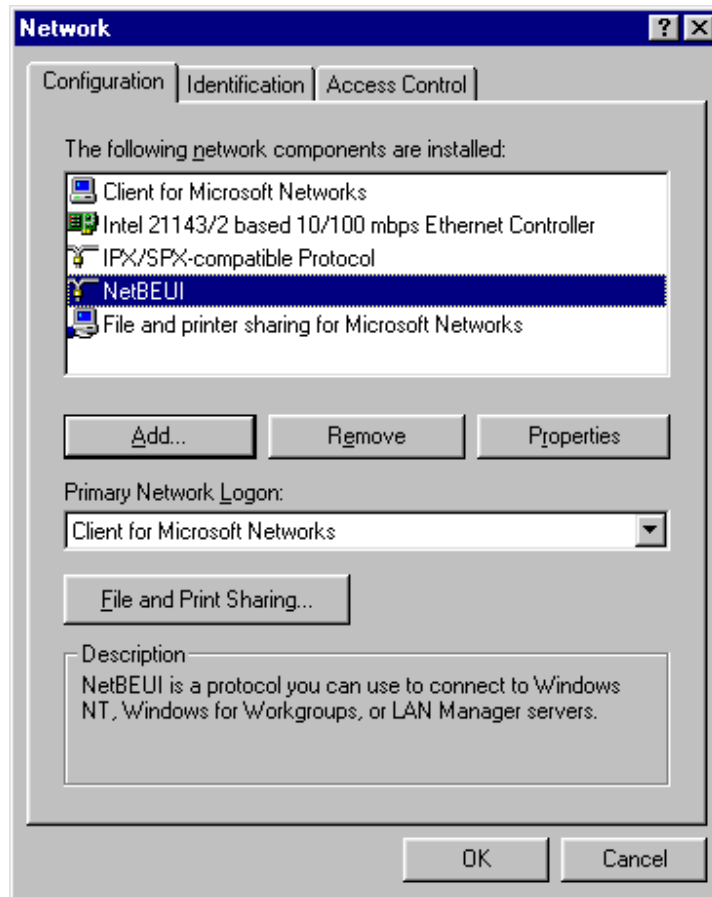 Network
Configuration Identification Access Control
The following network components are installed:
Client for Microsoft Networks
Intel 21143/2 based 10/100 mbps Ethernet Controller
IPX/SPX-compatible Protocol
NetBEUI
File and printer sharing for Microsoft Networks
Add... Remove Properties
Primary Network Logon:
Client for Microsoft Networks
File and Print Sharing...
Description
NetBEUI is a protocol you can use to connect to Windows
NT, Windows for Workgroups, or LAN Manager servers.
OK Cancel